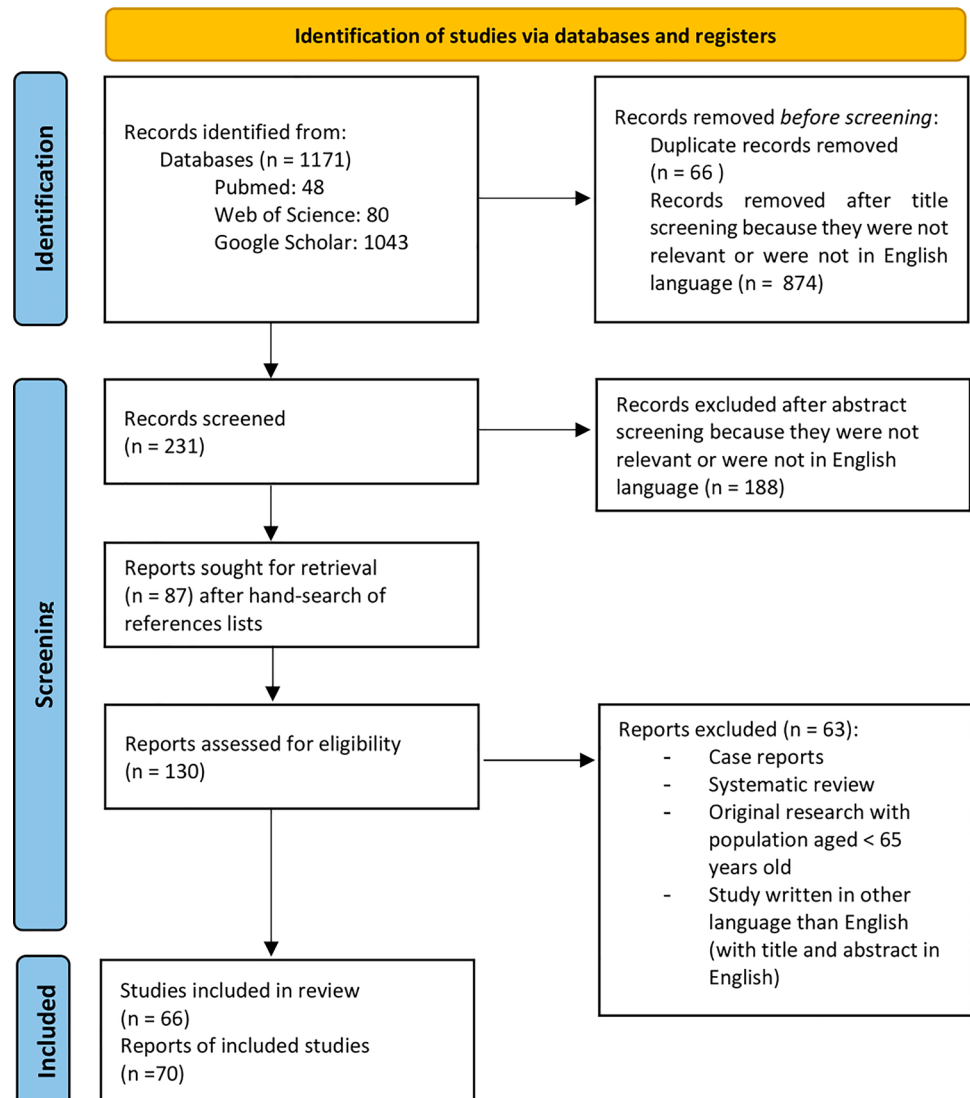 Identification of studies via databases and registers
Identification
Records identified from:
Databases (n = 1171)
Pubmed: 48
Web of Science: 80
Google Scholar: 1043
Records removed before screening:
Duplicate records removed
(n = 66 )
Records removed after title
screening because they were not
relevant or were not in English
language (n = 874)
Screening
Records screened
(n = 231)
Records excluded after abstract
screening because they were not
relevant or were not in English
language (n = 188)
Reports sought for retrieval
(n = 87) after hand-search of
references lists
Reports assessed for eligibility
(n = 130)
Reports excluded (n = 63):
- Case reports
- Systematic review
- Original research with
population aged < 65
years old
- Study written in other
language than English
(with title and abstract in
English)
Included
Studies included in review
(n = 66)
Reports of included studies
(n =70)